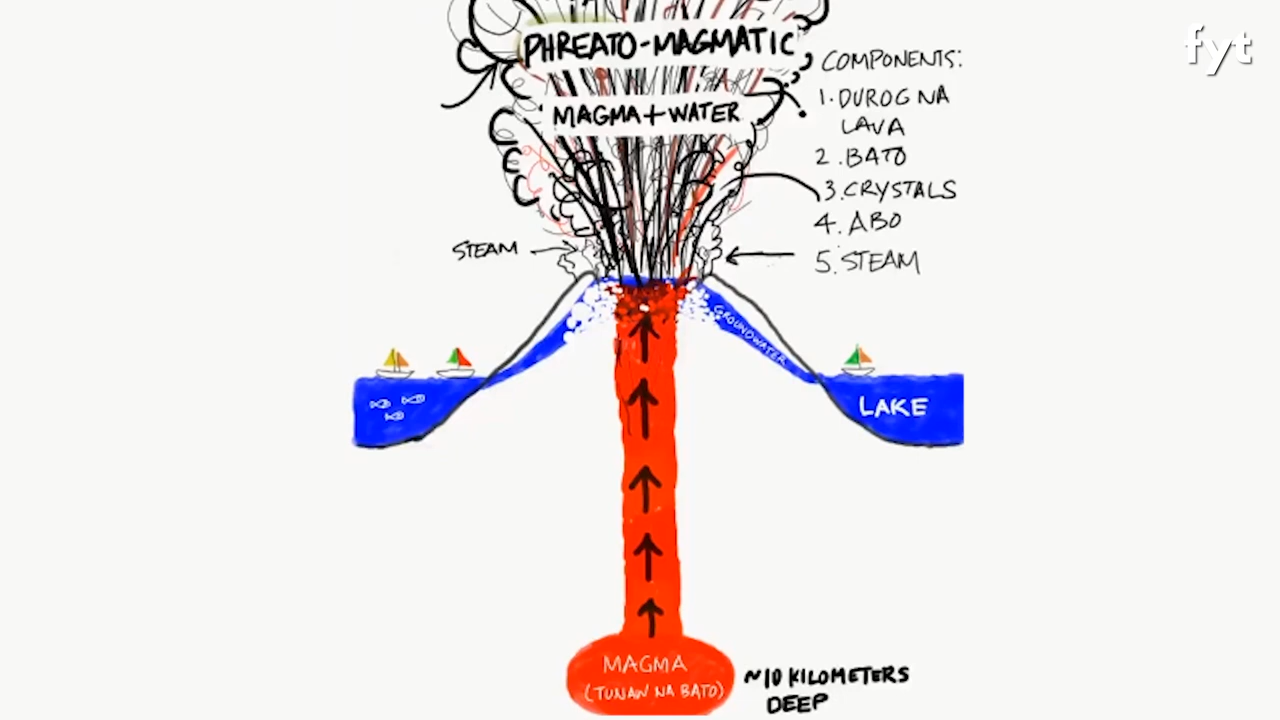 fyt
PHREATO-MAGMATIC
MAGMA+WATER
COMPONENTS:
1. DUROG NA
LAVA
2. BATO
3. CRYSTALS
4. ABO
5. STEAM
STEAM
GROUNDWATER
LAKE
MAGMA
(TUNAW NA BATO)
~10 KILOMETERS
DEEP